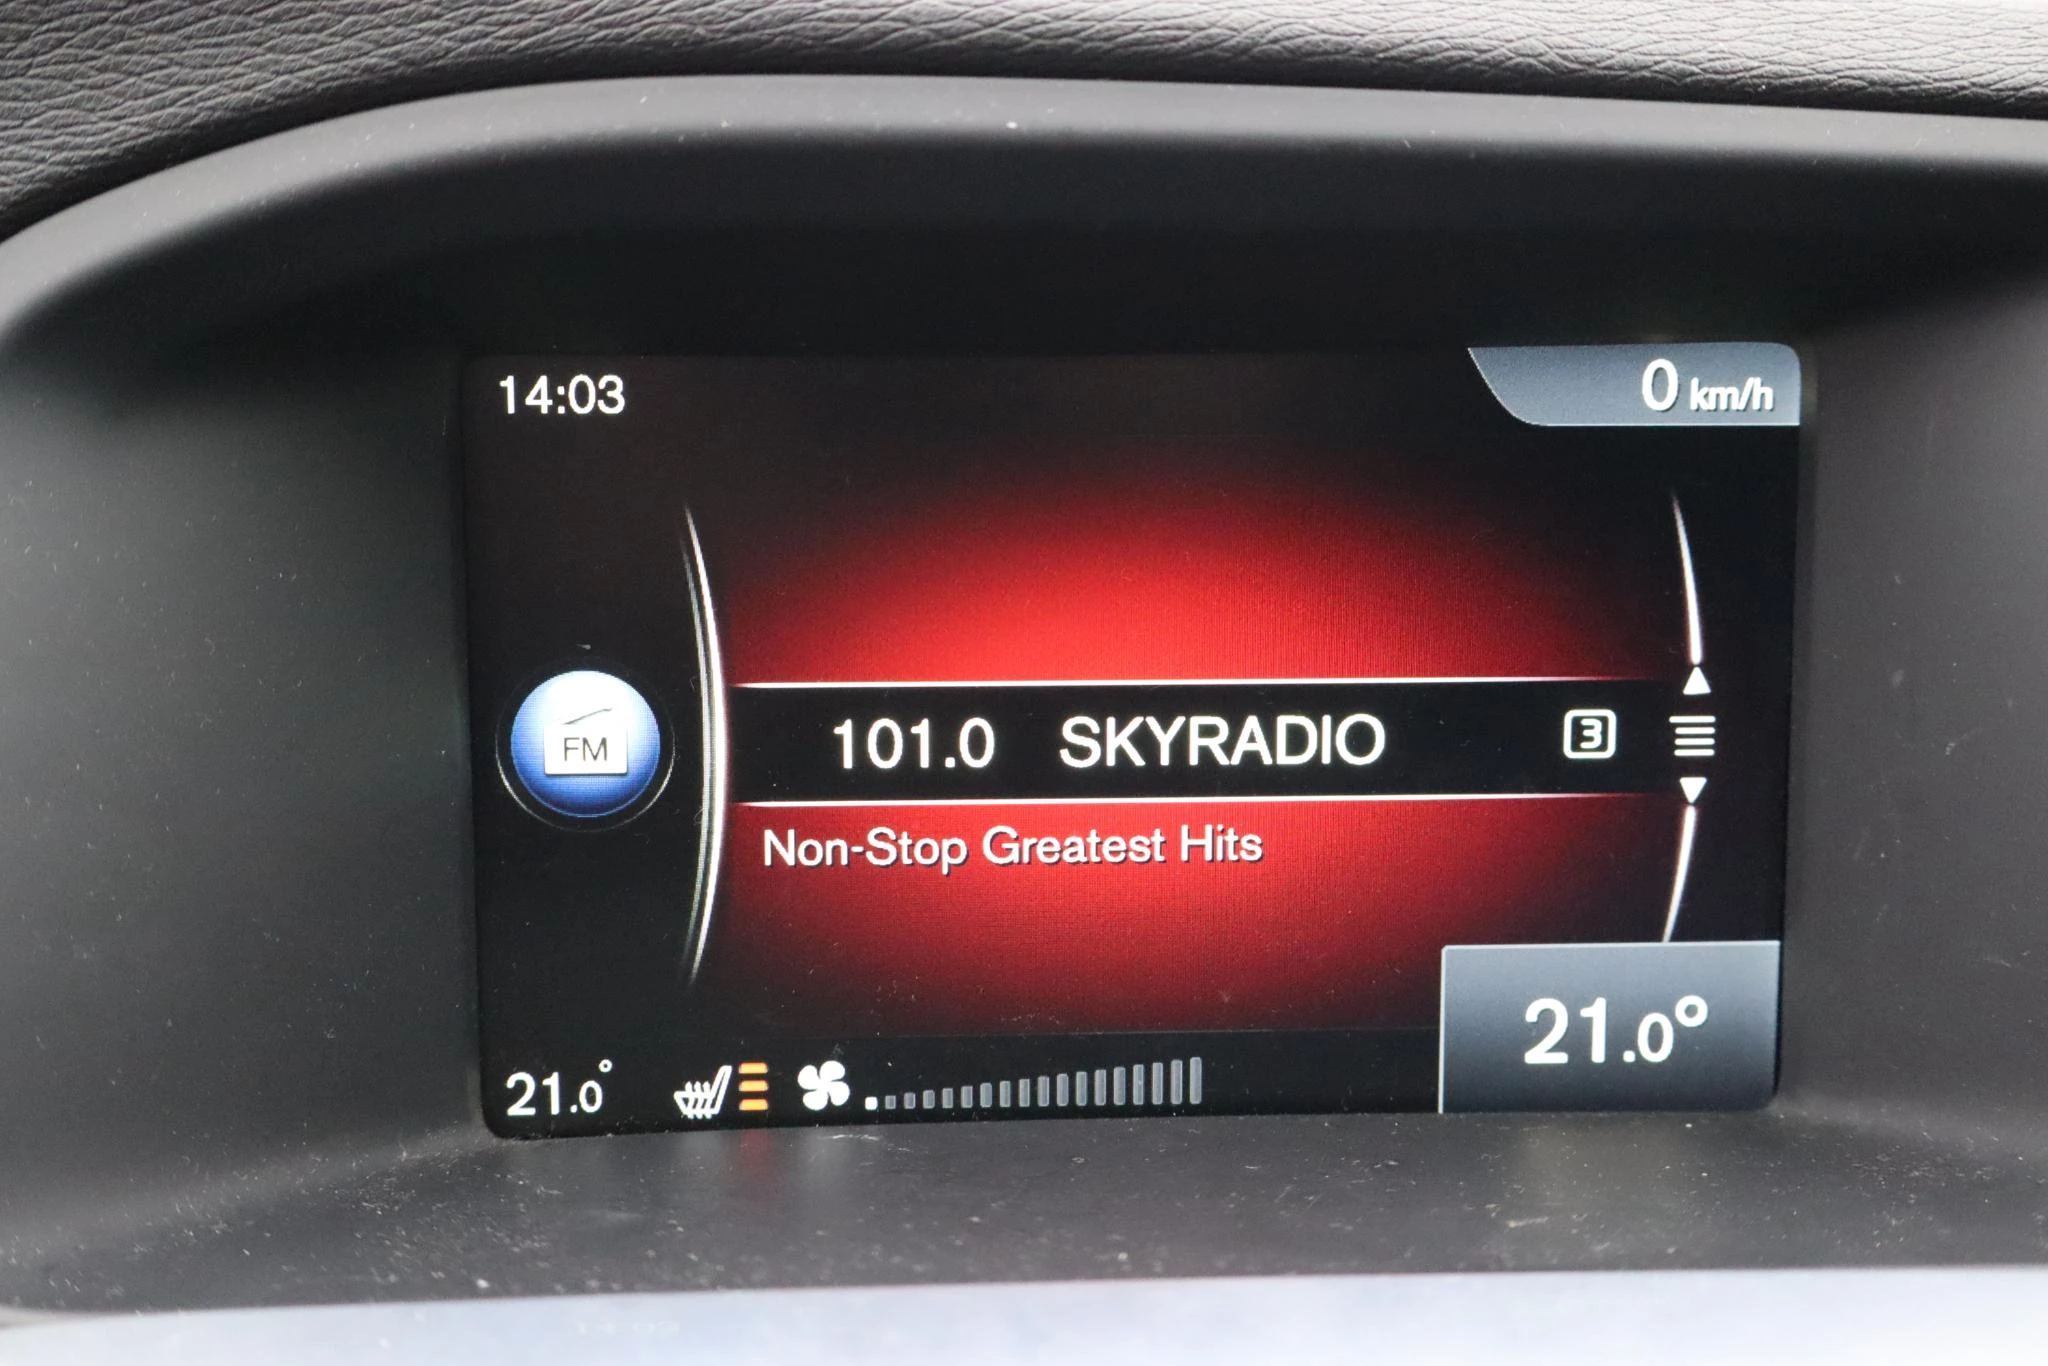 14:03
0 km/h
FM
101.0 SKYRADIO 3
Non-Stop Greatest Hits
21.0°
21.0°